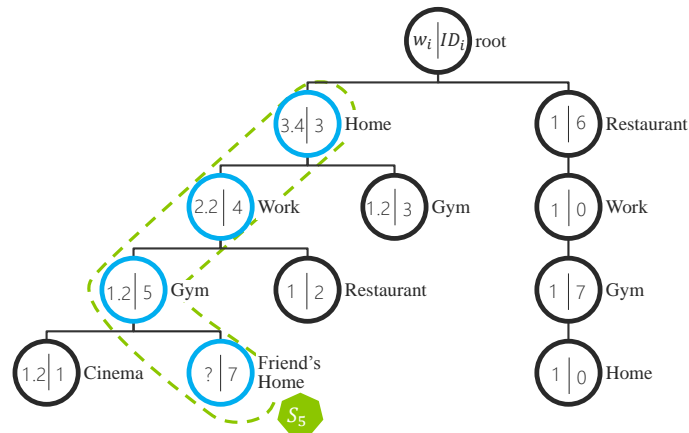 w_i | ID_i root
3.4 | 3 Home
1 | 6 Restaurant
2.2 | 4 Work
1.2 | 3 Gym
1 | 0 Work
1.2 | 5 Gym
1 | 2 Restaurant
1 | 7 Gym
1.2 | 1 Cinema
? | 7 Friend's
Home
1 | 0 Home
S_5